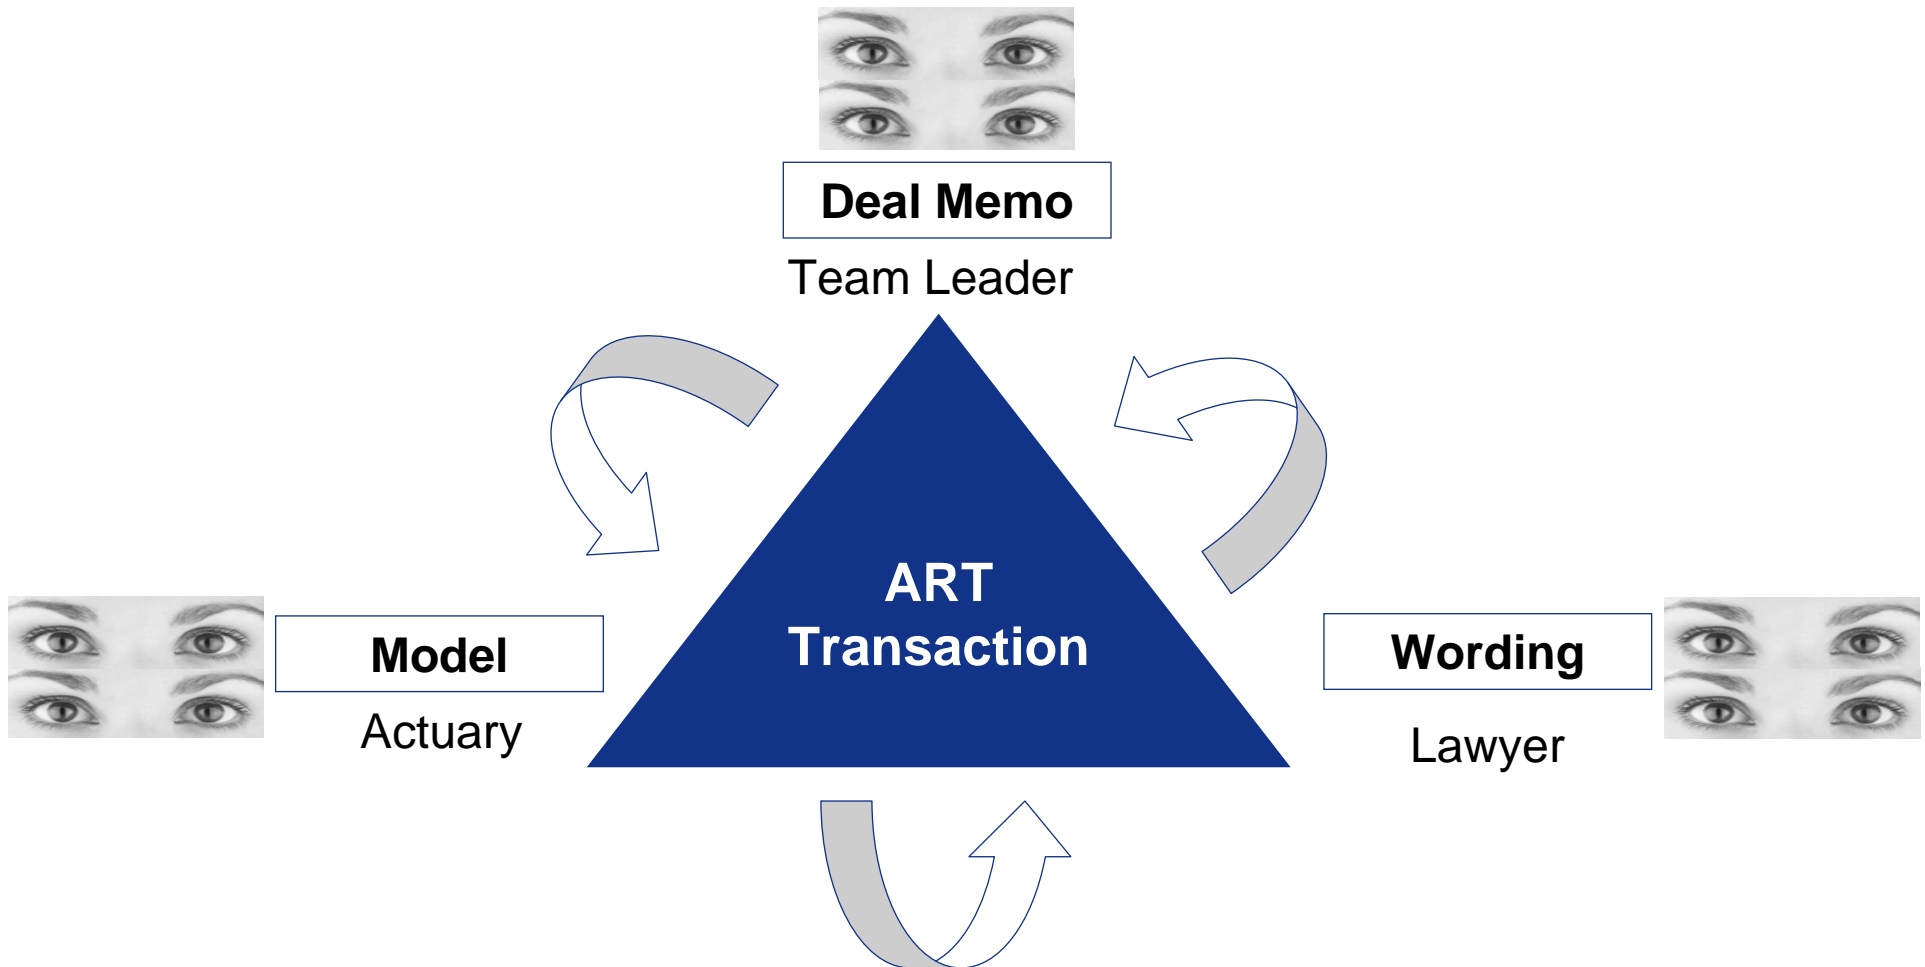 Deal Memo
Team Leader
ART
Transaction
Model
Actuary
Wording
Lawyer